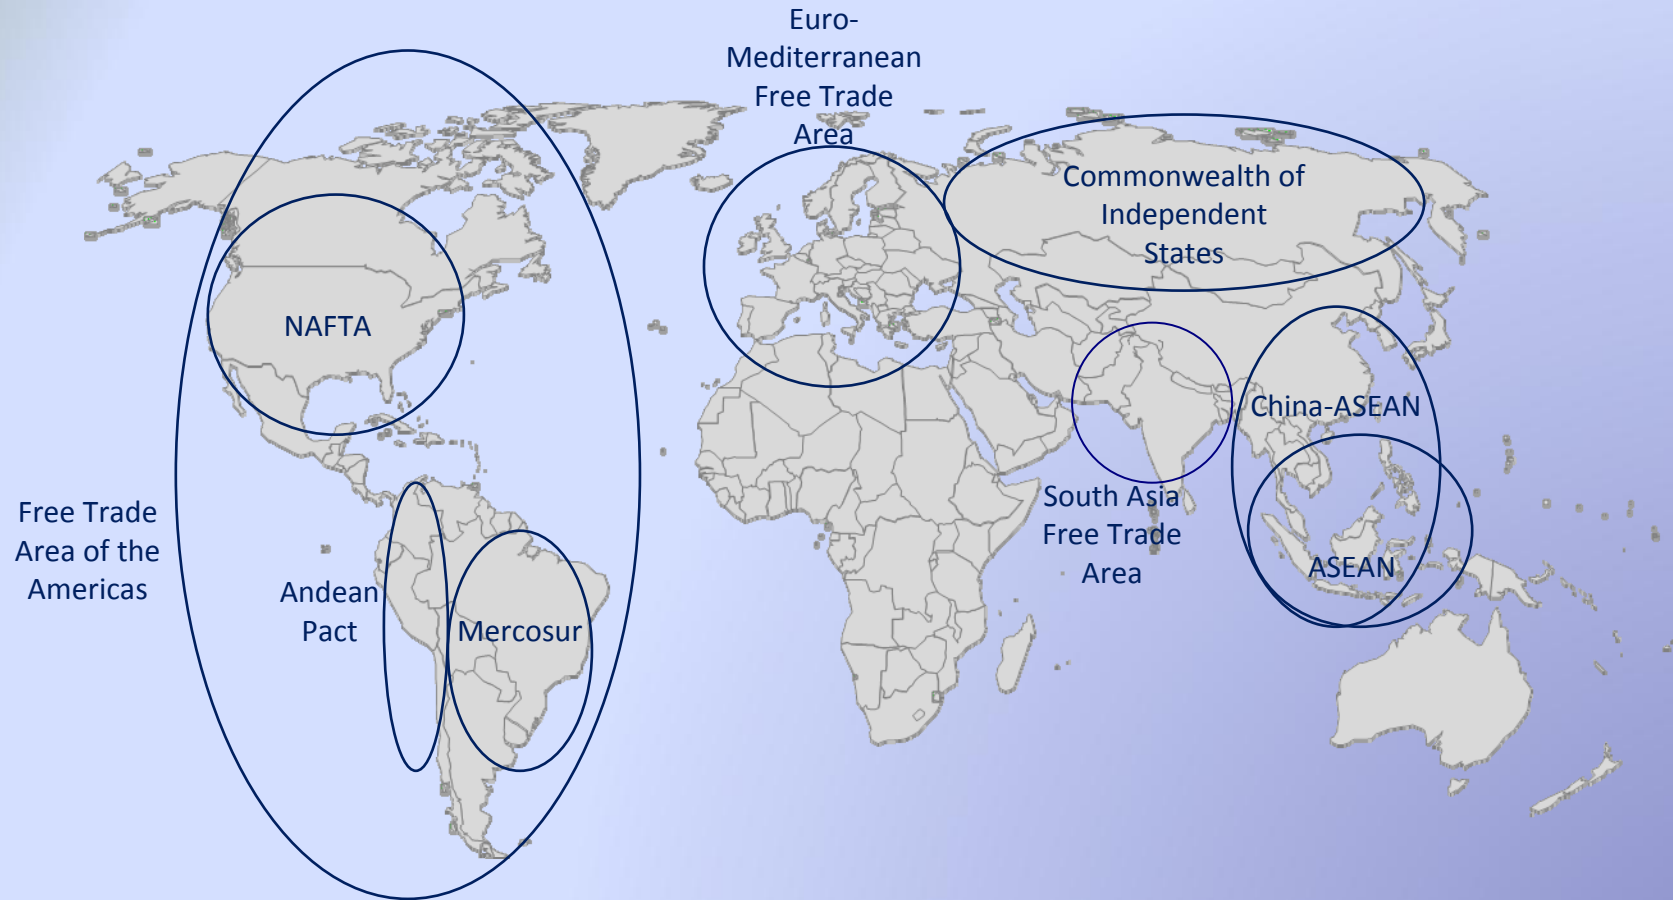 Euro-
Mediterranean
Free Trade
Area
Commonwealth of
Independent
States
NAFTA
China-ASEAN
South Asia
Free Trade
Area
ASEAN
Free Trade
Area of the
Americas
Andean
Pact
Mercosur